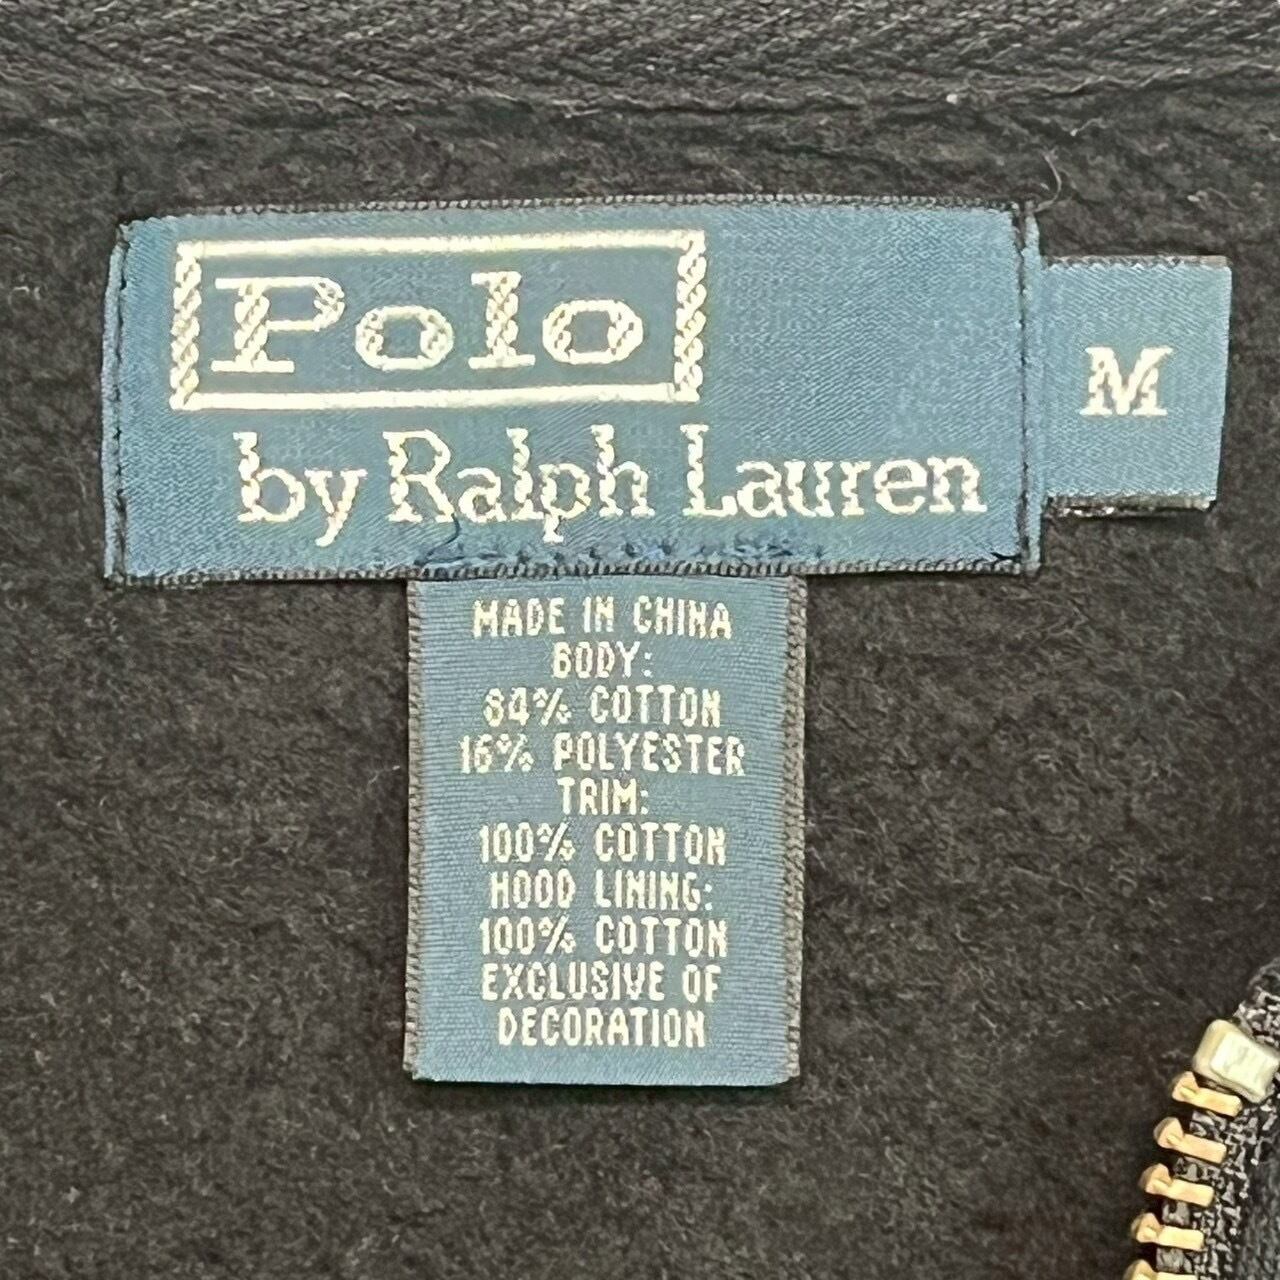 Polo
by Ralph Lauren
M
MADE IN CHINA
BODY:
84% COTTON
16% POLYESTER
TRIM:
100% COTTON
HOOD LINING:
100% COTTON
EXCLUSIVE OF
DECORATION